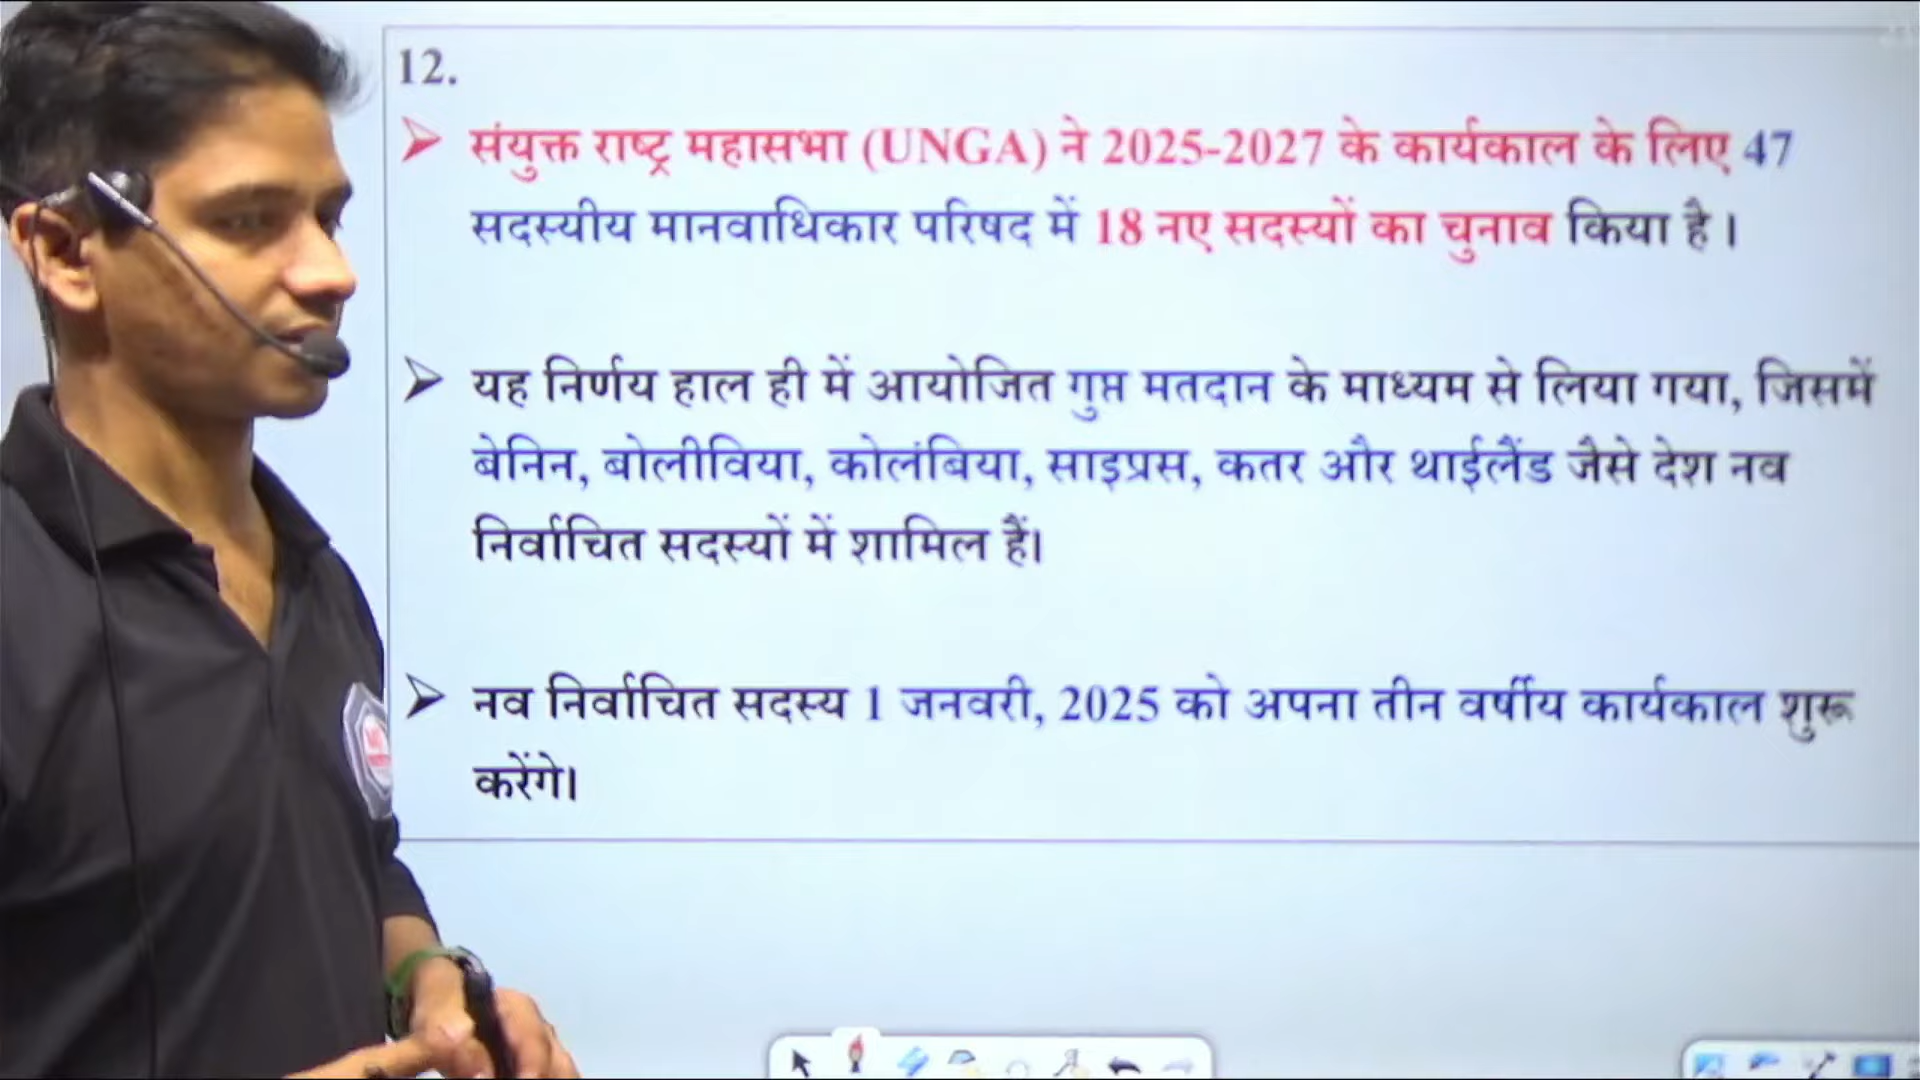 12.
➤ संयुक्त राष्ट्र महासभा (UNGA) ने 2025-2027 के कार्यकाल के लिए 47
सदस्यीय मानवाधिकार परिषद में 18 नए सदस्यों का चुनाव किया है।
➤ यह निर्णय हाल ही में आयोजित गुप्त मतदान के माध्यम से लिया गया, जिसमें
बेनिन, बोलीविया, कोलंबिया, साइप्रस, कतर और थाईलैंड जैसे देश नव
निर्वाचित सदस्यों में शामिल हैं।
➤ नव निर्वाचित सदस्य 1 जनवरी, 2025 को अपना तीन वर्षीय कार्यकाल शुरू
करेंगे।